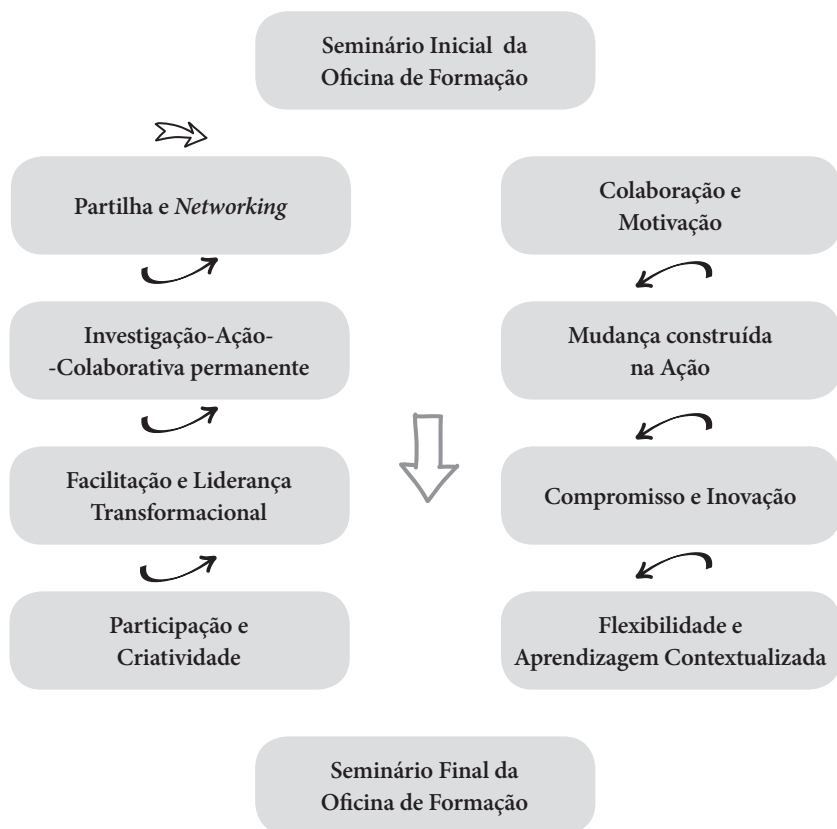 Seminário Inicial da
Oficina de Formação
Partilha e Networking
Colaboração e
Motivação
Investigação-Ação-
-Colaborativa permanente
Mudança construída
na Ação
Facilitação e Liderança
Transformacional
Compromisso e Inovação
Participação e
Criatividade
Flexibilidade e
Aprendizagem Contextualizada
Seminário Final da
Oficina de Formação